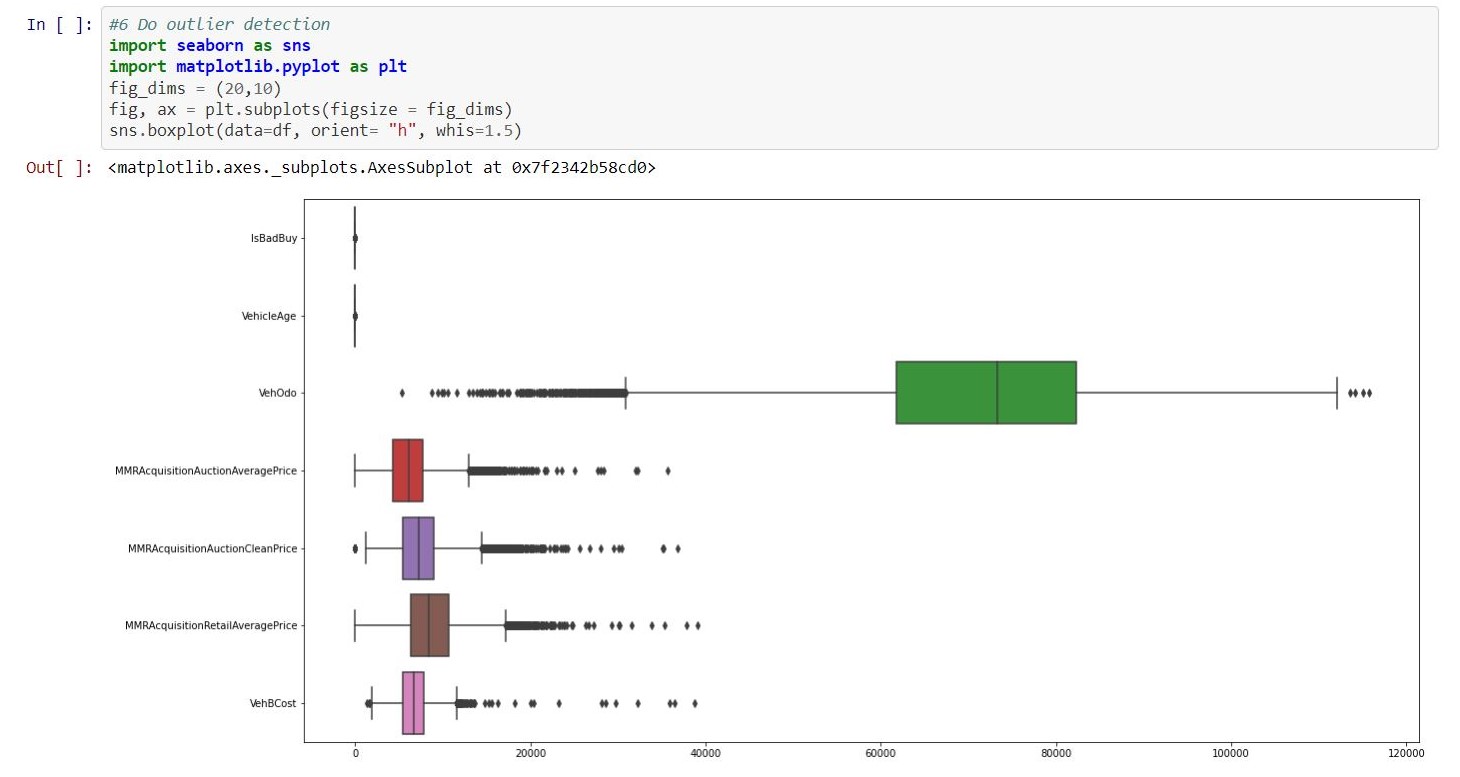 In [ ]: #6 Do outlier detection
import seaborn as sns
import matplotlib.pyplot as plt
fig_dims = (20,10)
fig, ax = plt.subplots(figsize = fig_dims)
sns.boxplot(data=df, orient= "h", whis=1.5)
Out[ ]: <matplotlib.axes._subplots.AxesSubplot at 0x7f2342b58cd0>
IsBadBuy
VehicleAge
VehOdo
MMRAcquisitionAuctionAveragePrice
MMRAcquisitionAuctionCleanPrice
MMRAcquisitionRetailAveragePrice
VehBCost
0 20000 40000 60000 80000 100000 120000